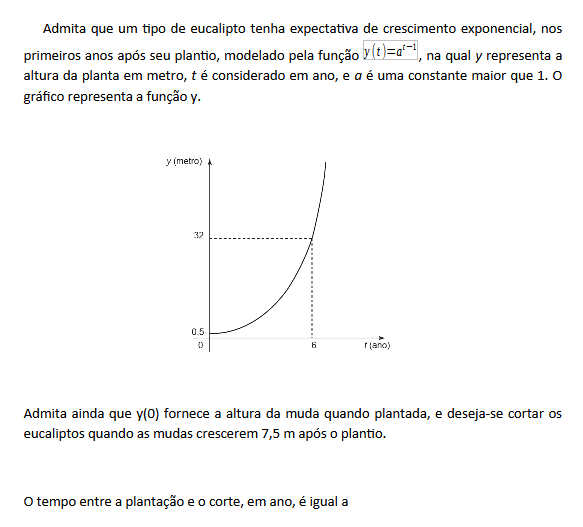 Admita que um tipo de eucalipto tenha expectativa de crescimento exponencial, nos
primeiros anos após seu plantio, modelado pela função y(t)=a^{t-1}, na qual y representa a
altura da planta em metro, t é considerado em ano, e a é uma constante maior que 1. O
gráfico representa a função y.
y (metro)
32
0,5
0
6
t (ano)
Admita ainda que y(0) fornece a altura da muda quando plantada, e deseja-se cortar os
eucaliptos quando as mudas crescerem 7,5 m após o plantio.
O tempo entre a plantação e o corte, em ano, é igual a